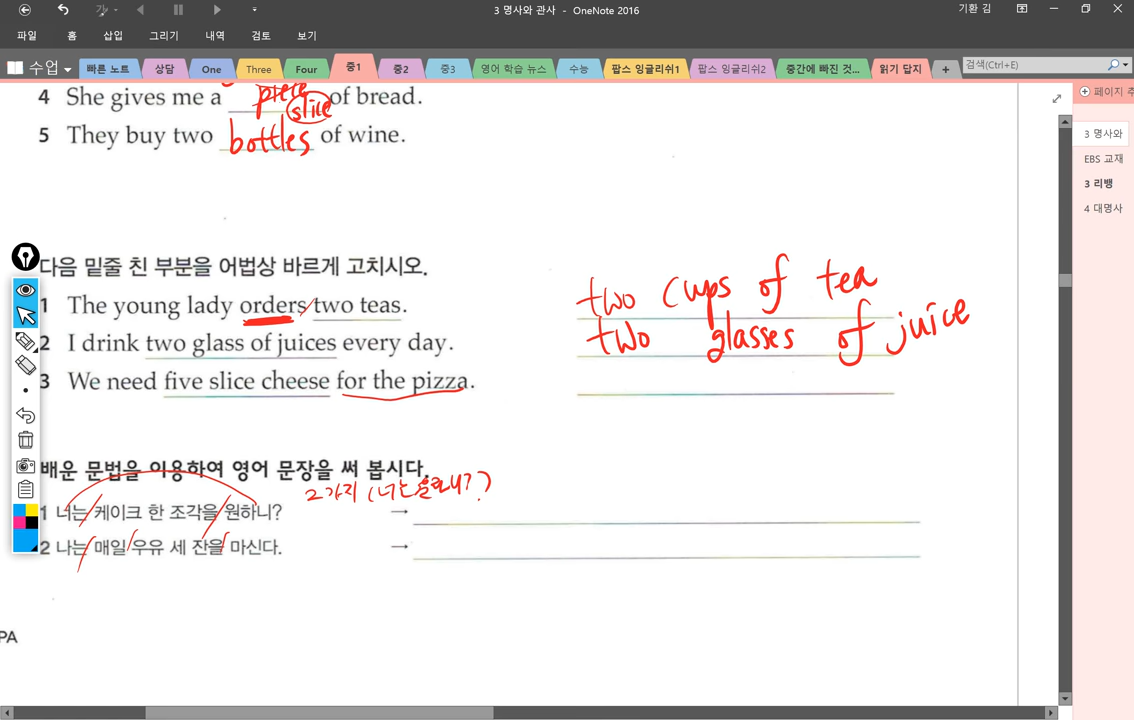 3 명사와 관사 - OneNote 2016
기환 김
파일 홈 삽입 그리기 내역 검토 보기
수업 빠른 노트 상담 One Three Four 중1 중2 중3 영어 학습 뉴스 수능 팝스 잉글리쉬1 팝스 잉글리쉬2 중간에 빠진 것... 읽기 답지 + 검색(Ctrl+E)
페이지 추
3 명사와
EBS 교재
3 리뱅
4 대명사
4 She gives me a piece slice of bread.
5 They buy two bottles of wine.
다음 밑줄 친 부분을 어법상 바르게 고치시오.
1 The young lady orders two teas. two cups of tea
2 I drink two glass of juices every day. two glasses of juice
3 We need five slice cheese for the pizza.
배운 문법을 이용하여 영어 문장을 써 봅시다.
2가지 (너는 원하니??
1 너는 케이크 한 조각을 원하니? →
2 나는 매일 우유 세 잔을 마신다. →
PA